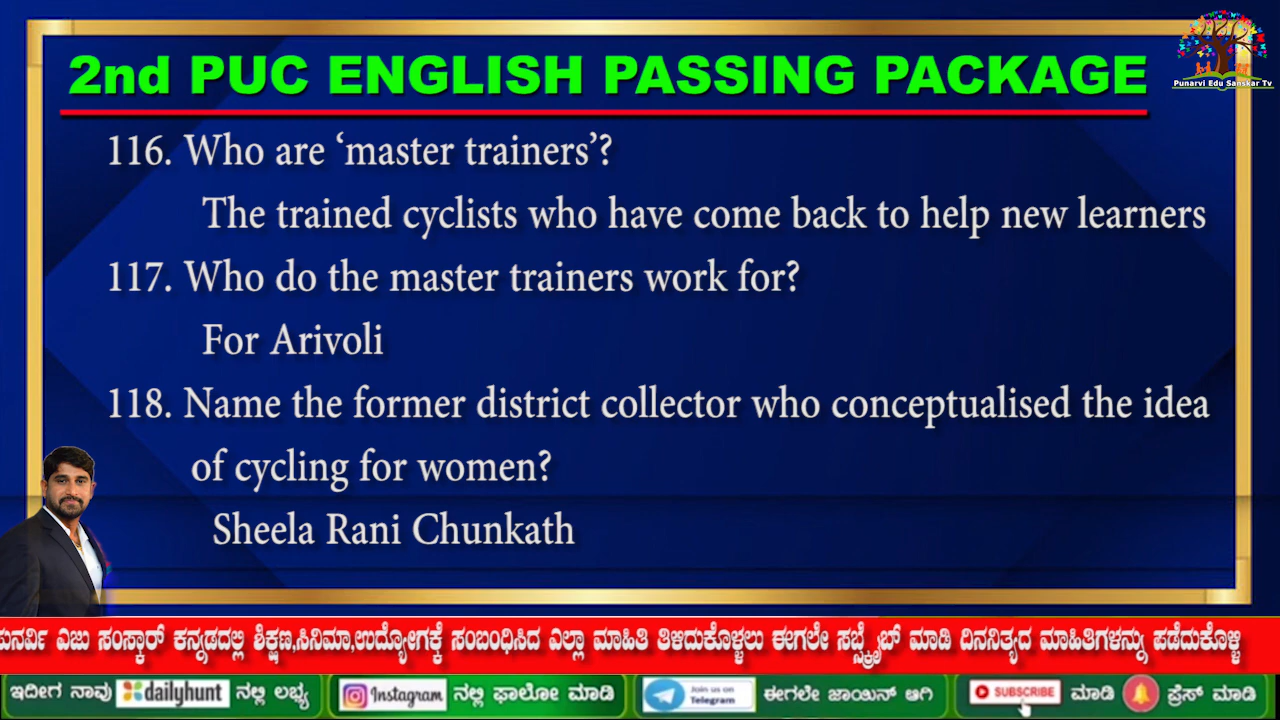 2nd PUC ENGLISH PASSING PACKAGE
Punarvi Edu Sanskar Tv
116. Who are ‘master trainers’?
The trained cyclists who have come back to help new learners
117. Who do the master trainers work for?
For Arivoli
118. Name the former district collector who conceptualised the idea
of cycling for women?
Sheela Rani Chunkath
ಪುನರ್ವಿ ಎಜು ಸಂಸ್ಕಾರ್ ಕನ್ನಡದಲ್ಲಿ ಶಿಕ್ಷಣ,ಸಿನಿಮಾ,ಉದ್ಯೋಗಕ್ಕೆ ಸಂಬಂಧಿಸಿದ ಎಲ್ಲಾ ಮಾಹಿತಿ ತಿಳಿದುಕೊಳ್ಳಲು ಈಗಲೇ ಸಬ್ಸ್ಕ್ರೈಬ್ ಮಾಡಿ ದಿನನಿತ್ಯದ ಮಾಹಿತಿಗಳನ್ನು ಪಡೆದುಕೊಳ್ಳಿ
ಇದೀಗ ನಾವು dailyhunt ನಲ್ಲಿ ಲಭ್ಯ
Instagram ನಲ್ಲಿ ಫಾಲೋ ಮಾಡಿ
Join us on Telegram ಈಗಲೇ ಜಾಯಿನ್ ಆಗಿ
SUBSCRIBE ಮಾಡಿ ಪ್ರೆಸ್ ಮಾಡಿ